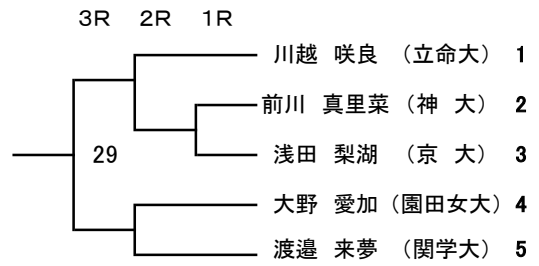 ３R ２R １R
川越 咲良 （立命大） 1
前川 真里菜（神 大） 2
29 浅田 梨湖 （京 大） 3
大野 愛加（園田女大） 4
渡邉 来夢 （関学大） 5